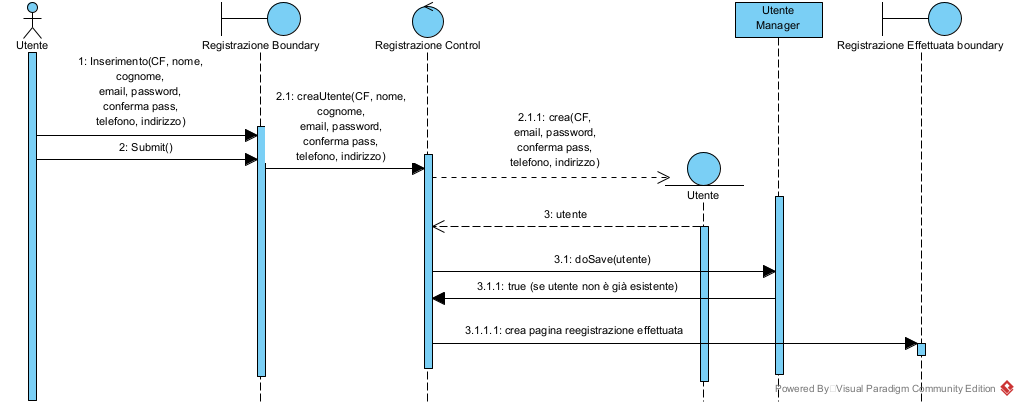 Utente
Registrazione Boundary
Registrazione Control
Utente
Manager
Registrazione Effettuata boundary
1: Inserimento(CF, nome,
cognome,
email, password,
conferma pass,
telefono, indirizzo)
2: Submit()
2.1: creaUtente(CF, nome,
cognome,
email, password,
conferma pass,
telefono, indirizzo)
2.1.1: crea(CF,
email, password,
conferma pass,
telefono, indirizzo)
Utente
3: utente
3.1: doSave(utente)
3.1.1: true (se utente non è già esistente)
3.1.1.1: crea pagina reegistrazione effettuata
Powered By Visual Paradigm Community Edition